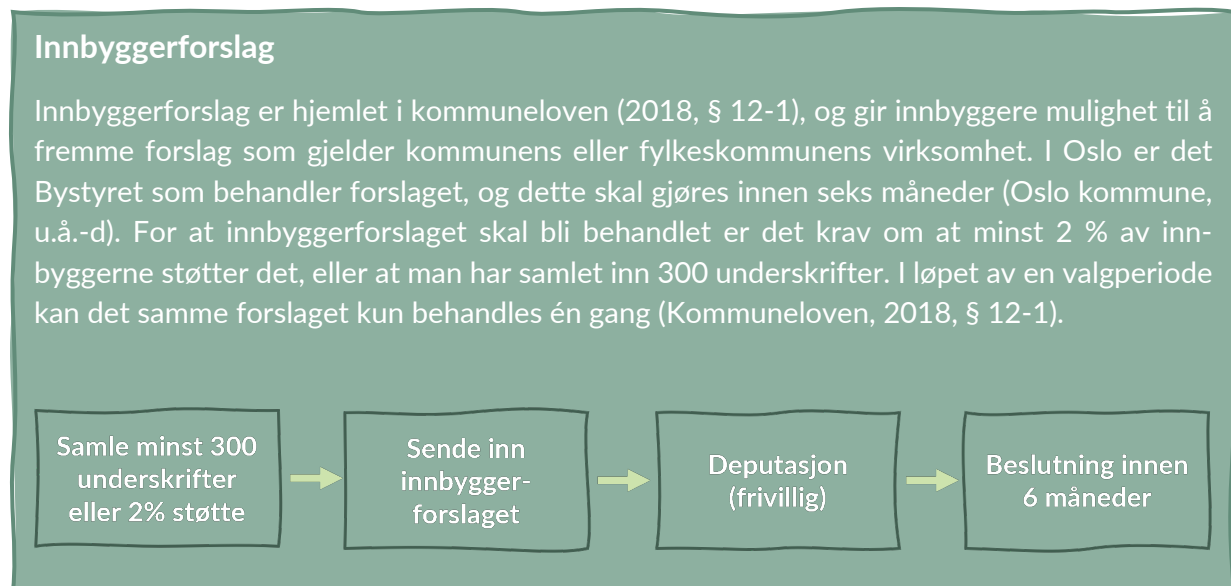 Innbyggerforslag
Innbyggerforslag er hjemlet i kommuneloven (2018, § 12-1), og gir innbyggere mulighet til å
fremme forslag som gjelder kommunens eller fylkeskommunens virksomhet. I Oslo er det
Bystyret som behandler forslaget, og dette skal gjøres innen seks måneder (Oslo kommune,
u.å.-d). For at innbyggerforslaget skal bli behandlet er det krav om at minst 2 % av inn-
byggerne støtter det, eller at man har samlet inn 300 underskrifter. I løpet av en valgperiode
kan det samme forslaget kun behandles én gang (Kommuneloven, 2018, § 12-1).
Samle minst 300
underskrifter
eller 2% støtte
Sende inn
innbygger-
forslaget
Deputasjon
(frivillig)
Beslutning innen
6 måneder